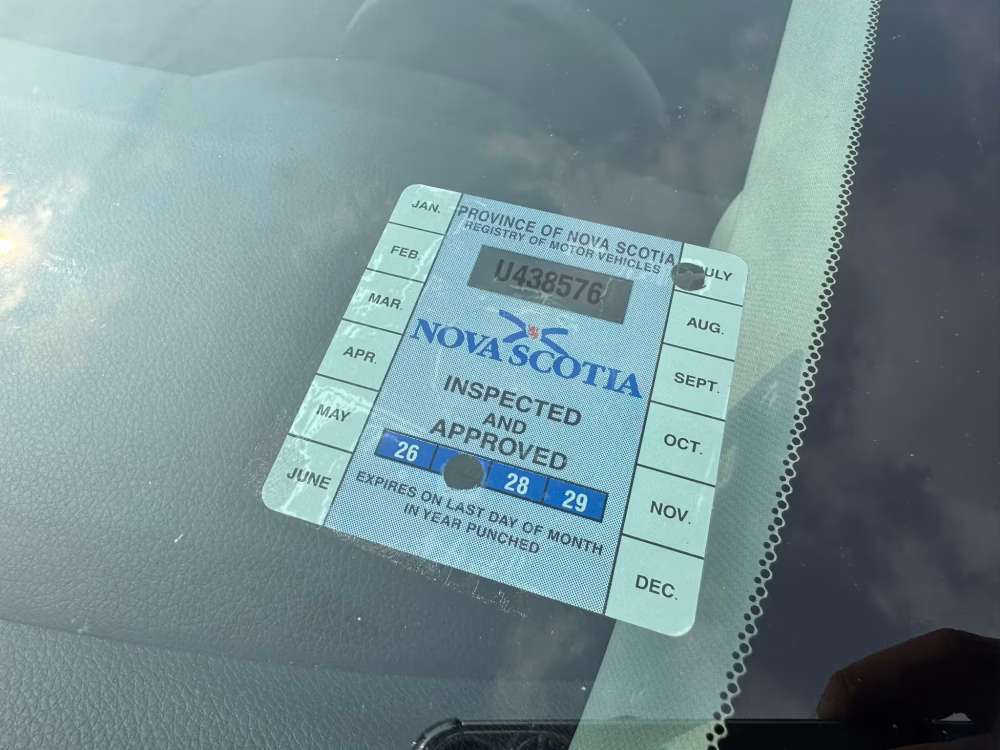 JAN.
FEB.
MAR.
APR.
MAY
JUNE
PROVINCE OF NOVA SCOTIA
REGISTRY OF MOTOR VEHICLES
U438576
NOVA SCOTIA
INSPECTED
AND
APPROVED
26 28 29
EXPIRES ON LAST DAY OF MONTH
IN YEAR PUNCHED
ULY
AUG.
SEPT.
OCT.
NOV.
DEC.